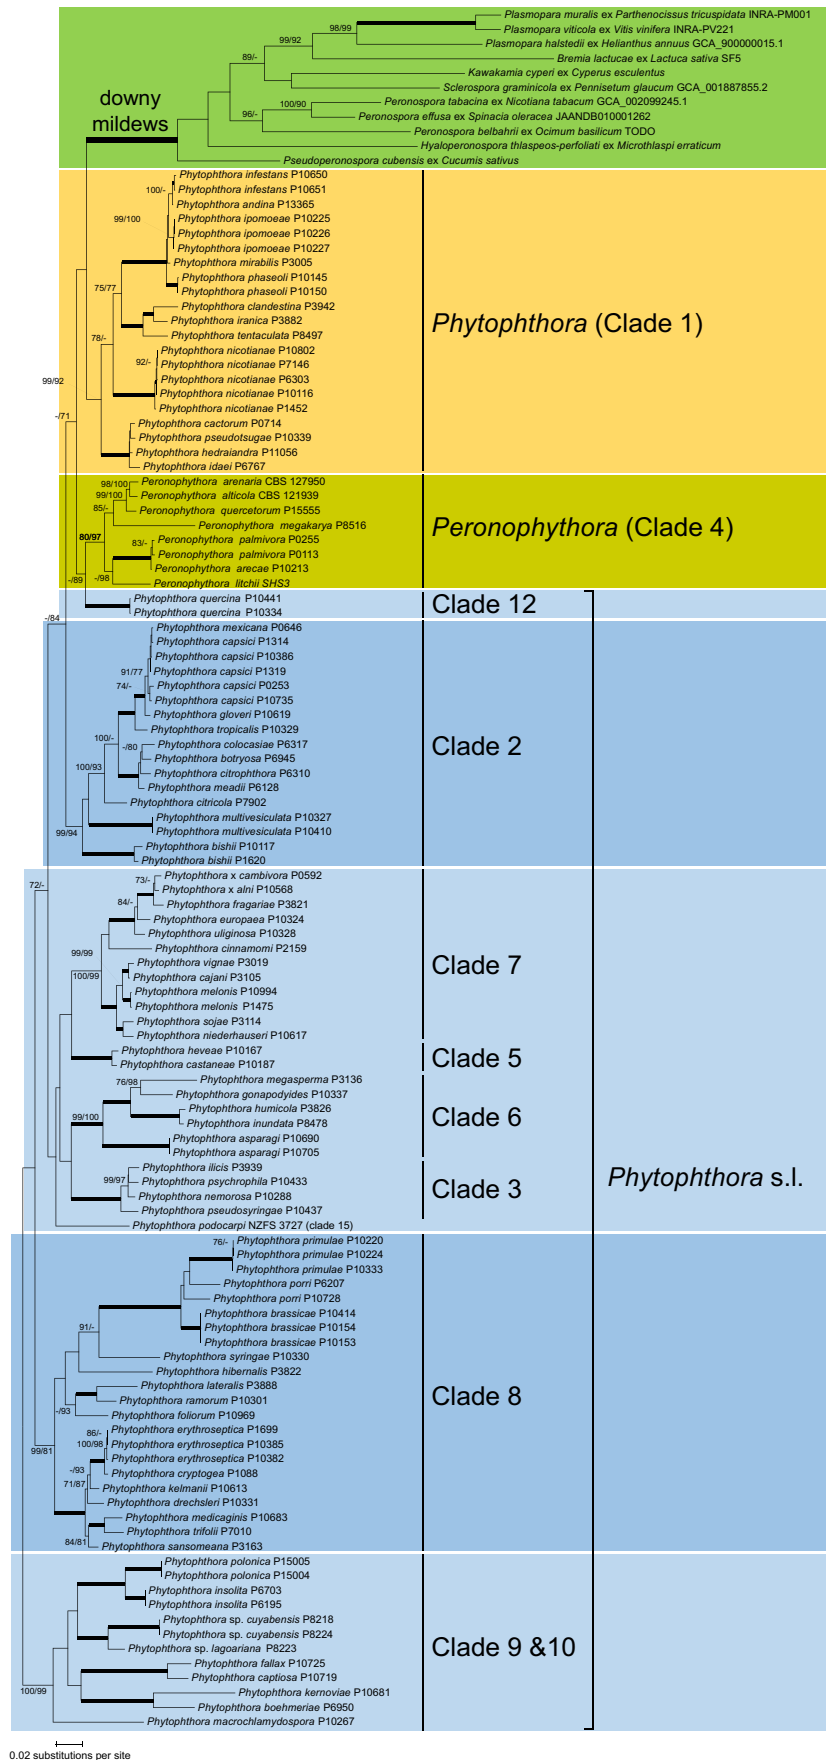 Plasmopara muralis ex Parthenocissus tricuspidata INRA-PM001
98/99
Plasmopara viticola ex Vitis vinifera INRA-PV221
99/92
Plasmopara halstedii ex Helianthus annuus GCA_900000015.1
89/-
Bremia lactucae ex Lactuca sativa SF5
Kawakamia cyperi ex Cyperus esculentus
Sclerospora graminicola ex Pennisetum glaucum GCA_001887855.2
downy
mildews
100/90
Peronospora tabacina ex Nicotiana tabacum GCA_002099245.1
96/-
Peronospora effusa ex Spinacia oleracea JAANDB010001262
Peronospora belbahrii ex Ocimum basilicum TODO
Hyaloperonospora thlaspeos-perfoliati ex Microthlaspi erraticum
Pseudoperonospora cubensis ex Cucumis sativus
Phytophthora infestans P10650
100/-
Phytophthora infestans P10651
Phytophthora andina P13365
99/100
Phytophthora ipomoeae P10225
Phytophthora ipomoeae P10226
Phytophthora ipomoeae P10227
Phytophthora mirabilis P3005
Phytophthora phaseoli P10145
75/77
Phytophthora phaseoli P10150
Phytophthora clandestina P3942
Phytophthora iranica P3882
Phytophthora (Clade 1)
78/-
Phytophthora tentaculata P8497
Phytophthora nicotianae P10802
92/-
Phytophthora nicotianae P7146
99/92
Phytophthora nicotianae P6303
Phytophthora nicotianae P10116
Phytophthora nicotianae P1452
-/71
Phytophthora cactorum P0714
Phytophthora pseudotsugae P10339
Phytophthora hedraiandra P11056
Phytophthora idaei P6767
98/100
Peronophythora arenaria CBS 127950
99/100
Peronophythora alticola CBS 121939
85/-
Peronophythora quercetorum P15555
Peronophythora megakarya P8516
Peronophythora (Clade 4)
80/97
83/-
Peronophythora palmivora P0255
Peronophythora palmivora P0113
Peronophythora arecae P10213
-/89
-/98
Peronophythora litchii SHS3
Phytophthora quercina P10441
Clade 12
Phytophthora quercina P10334
-/84
Phytophthora mexicana P0646
Phytophthora capsici P1314
Phytophthora capsici P10386
91/77
Phytophthora capsici P1319
74/-
Phytophthora capsici P0253
Phytophthora capsici P10735
Phytophthora gloveri P10619
Phytophthora tropicalis P10329
100/-
-/80
Phytophthora colocasiae P6317
Clade 2
Phytophthora botryosa P6945
100/93
Phytophthora citrophthora P6310
Phytophthora meadii P6128
Phytophthora citricola P7902
Phytophthora multivesiculata P10327
99/94
Phytophthora multivesiculata P10410
Phytophthora bishii P10117
Phytophthora bishii P1620
72/-
73/-
Phytophthora x cambivora P0592
Phytophthora x alni P10568
84/-
Phytophthora fragariae P3821
Phytophthora europaea P10324
Phytophthora uliginosa P10328
Phytophthora cinnamomi P2159
99/99
Phytophthora vignae P3019
Clade 7
100/99
Phytophthora cajani P3105
Phytophthora melonis P10994
Phytophthora melonis P1475
Phytophthora sojae P3114
Phytophthora niederhauseri P10617
Phytophthora heveae P10167
Clade 5
Phytophthora castaneae P10187
76/98
Phytophthora megasperma P3136
Phytophthora gonapodyides P10337
99/100
Phytophthora humicola P3826
Clade 6
Phytophthora inundata P8478
Phytophthora asparagi P10690
Phytophthora asparagi P10705
Phytophthora ilicis P3939
99/97
Phytophthora psychrophila P10433
Clade 3
Phytophthora s.l.
Phytophthora nemorosa P10288
Phytophthora pseudosyringae P10437
Phytophthora podocarpi NZFS 3727 (clade 15)
76/-
Phytophthora primulae P10220
Phytophthora primulae P10224
Phytophthora primulae P10333
Phytophthora porri P6207
Phytophthora porri P10728
Phytophthora brassicae P10414
Phytophthora brassicae P10154
91/-
Phytophthora brassicae P10153
Phytophthora syringae P10330
Phytophthora hibernalis P3822
Phytophthora lateralis P3888
Clade 8
Phytophthora ramorum P10301
-/93
Phytophthora foliorum P10969
86/-
Phytophthora erythroseptica P1699
99/81
100/98
Phytophthora erythroseptica P10385
Phytophthora erythroseptica P10382
-/93
Phytophthora cryptogea P1088
71/87
Phytophthora kelmanii P10613
Phytophthora drechsleri P10331
Phytophthora medicaginis P10683
Phytophthora trifolii P7010
84/81
Phytophthora sansomeana P3163
Phytophthora polonica P15005
Phytophthora polonica P15004
Phytophthora insolita P6703
Phytophthora insolita P6195
Phytophthora sp. cuyabensis P8218
Phytophthora sp. cuyabensis P8224
Clade 9 &10
Phytophthora sp. lagoariana P8223
Phytophthora fallax P10725
Phytophthora captiosa P10719
100/99
Phytophthora kernoviae P10681
Phytophthora boehmeriae P6950
Phytophthora macrochlamydospora P10267
0.02 substitutions per site